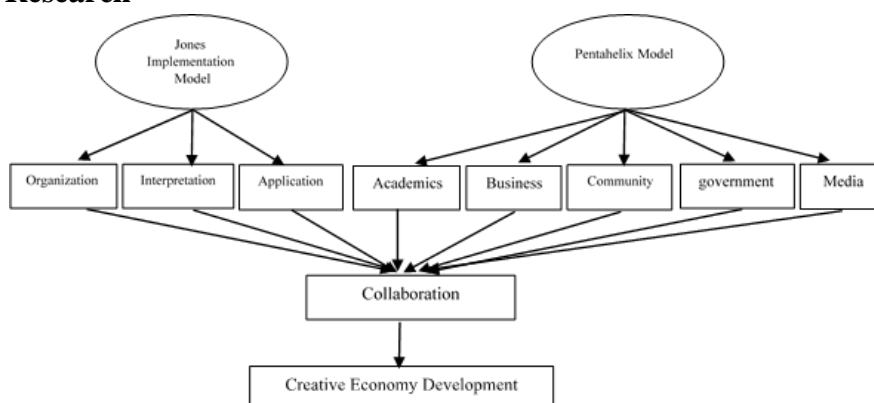 Research
Jones
Implementation
Model
Pentahelix Model
Organization
Interpretation
Application
Academics
Business
Community
government
Media
Collaboration
Creative Economy Development